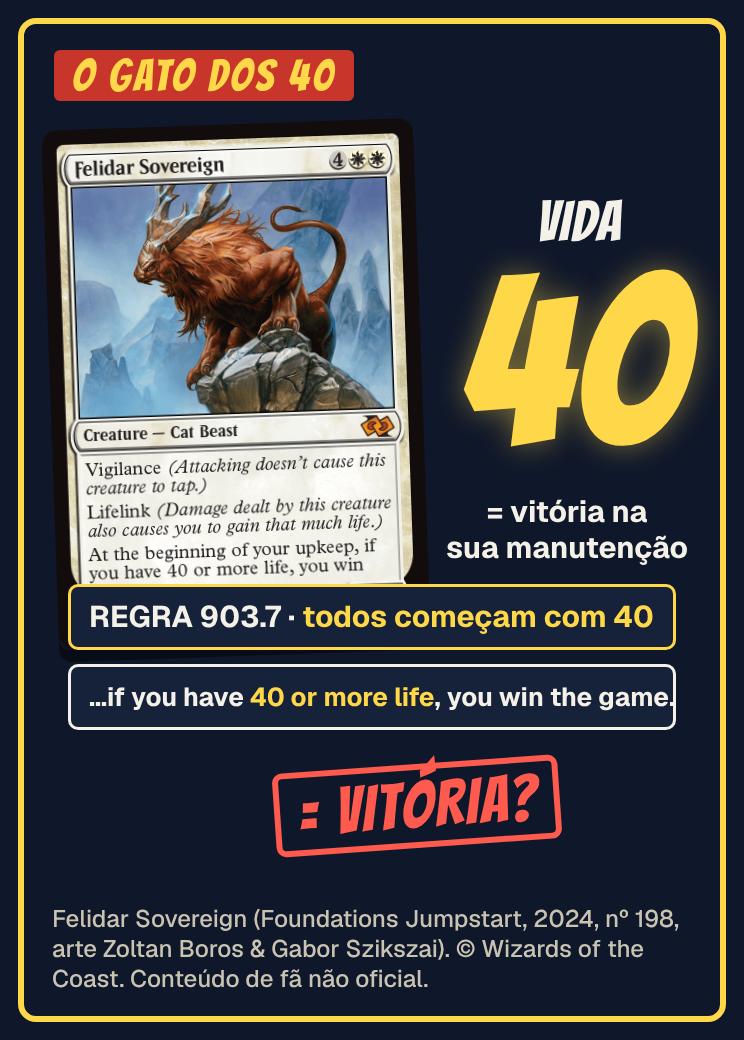 O GATO DOS 40
Felidar Sovereign 4
Creature — Cat Beast
Vigilance (Attacking doesn't cause this
creature to tap.)
Lifelink (Damage dealt by this creature
also causes you to gain that much life.)
At the beginning of your upkeep, if
you have 40 or more life, you win
VIDA
40
= vitória na
sua manutenção
REGRA 903.7 · todos começam com 40
...if you have 40 or more life, you win the game.
= VITÓRIA?
Felidar Sovereign (Foundations Jumpstart, 2024, nº 198,
arte Zoltan Boros & Gabor Szikszai). © Wizards of the
Coast. Conteúdo de fã não oficial.